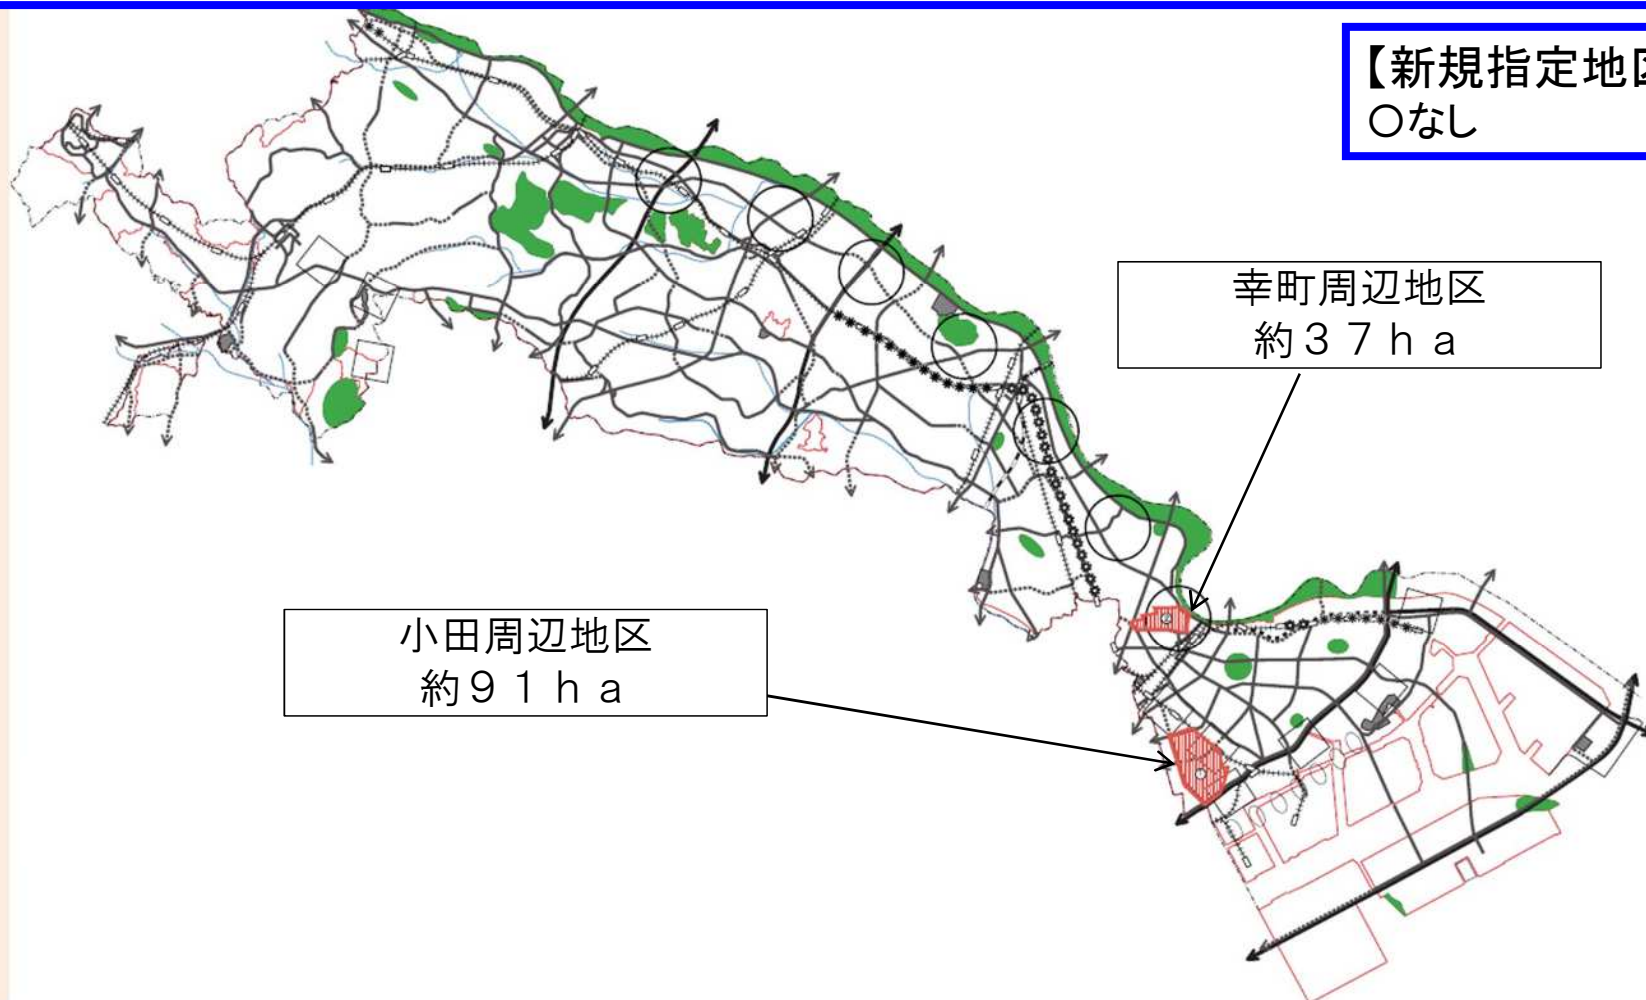 【新規指定地区
○なし
幸町周辺地区
約３７ｈａ
小田周辺地区
約９１ｈａ